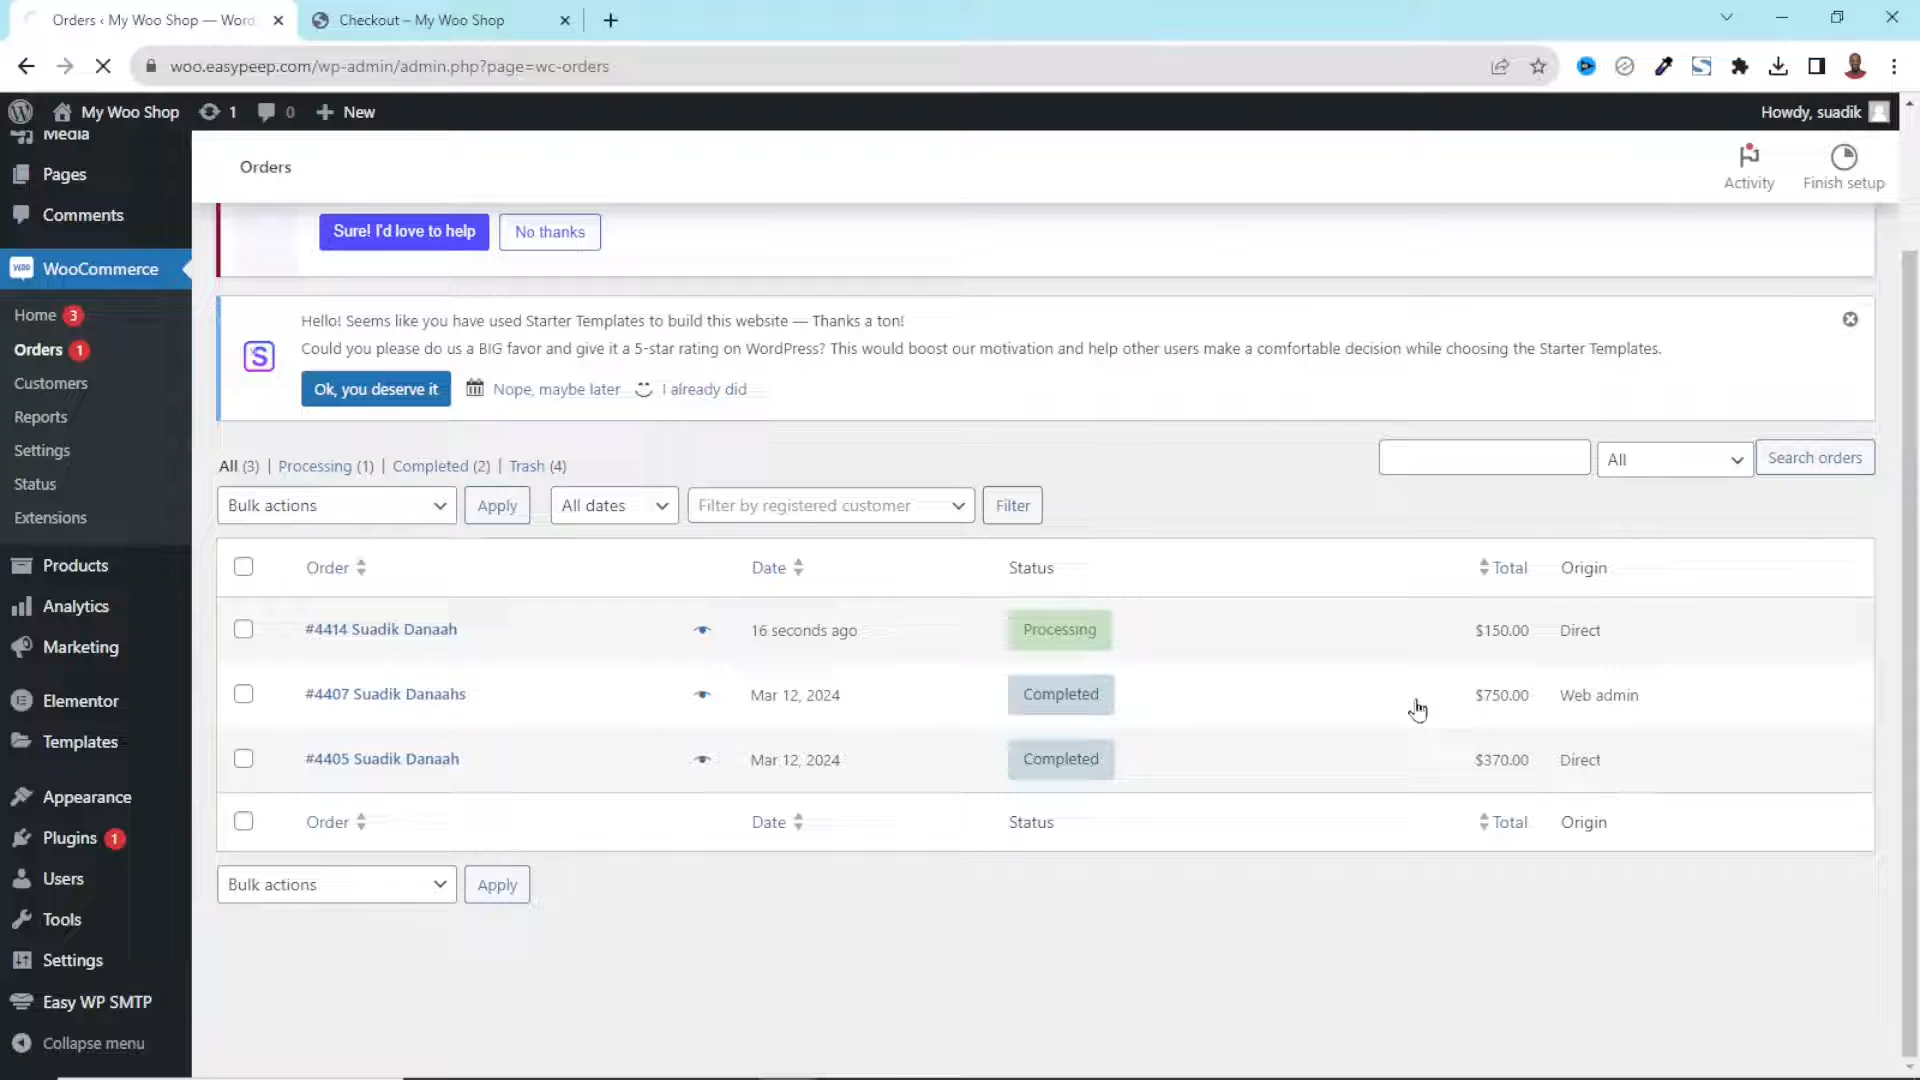 Orders ‹ My Woo Shop — Word
Checkout – My Woo Shop
woo.easypeep.com/wp-admin/admin.php?page=wc-orders
My Woo Shop
1
0
New
Howdy, suadik
Media
Pages
Comments
WooCommerce
Home 3
Orders 1
Customers
Reports
Settings
Status
Extensions
Products
Analytics
Marketing
Elementor
Templates
Appearance
Plugins 1
Users
Tools
Settings
Easy WP SMTP
Collapse menu
Orders
Activity
Finish setup
Sure! I'd love to help
No thanks
Hello! Seems like you have used Starter Templates to build this website — Thanks a ton!
Could you please do us a BIG favor and give it a 5-star rating on WordPress? This would boost our motivation and help other users make a comfortable decision while choosing the Starter Templates.
Ok, you deserve it Nope, maybe later I already did
All Search orders
All (3) | Processing (1) | Completed (2) | Trash (4)
Bulk actions Apply All dates Filter by registered customer Filter
Order Date Status Total Origin
#4414 Suadik Danaah 16 seconds ago Processing $150.00 Direct
#4407 Suadik Danaahs Mar 12, 2024 Completed $750.00 Web admin
#4405 Suadik Danaah Mar 12, 2024 Completed $370.00 Direct
Order Date Status Total Origin
Bulk actions Apply